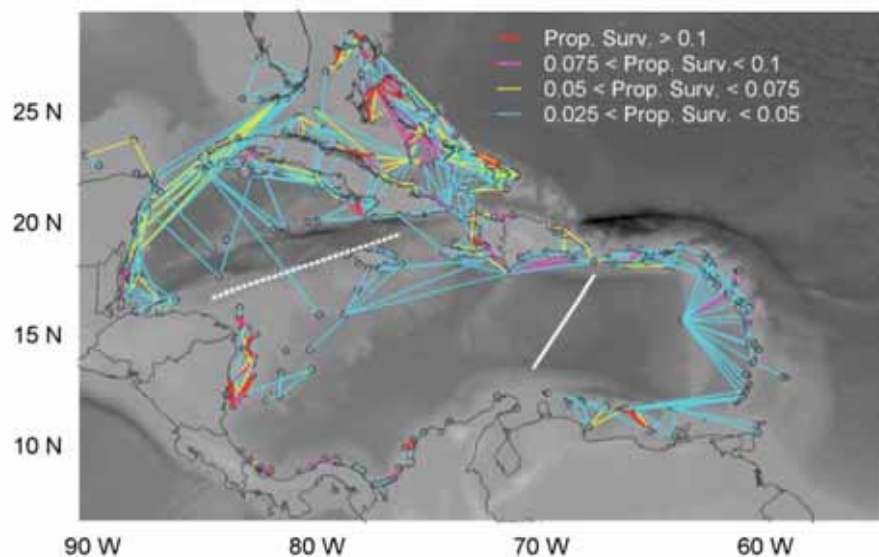 Prop. Surv. > 0.1
0.075 < Prop. Surv.< 0.1
0.05 < Prop. Surv. < 0.075
0.025 < Prop. Surv. < 0.05
25 N
20 N
15 N
10 N
90 W 80 W 70 W 60 W